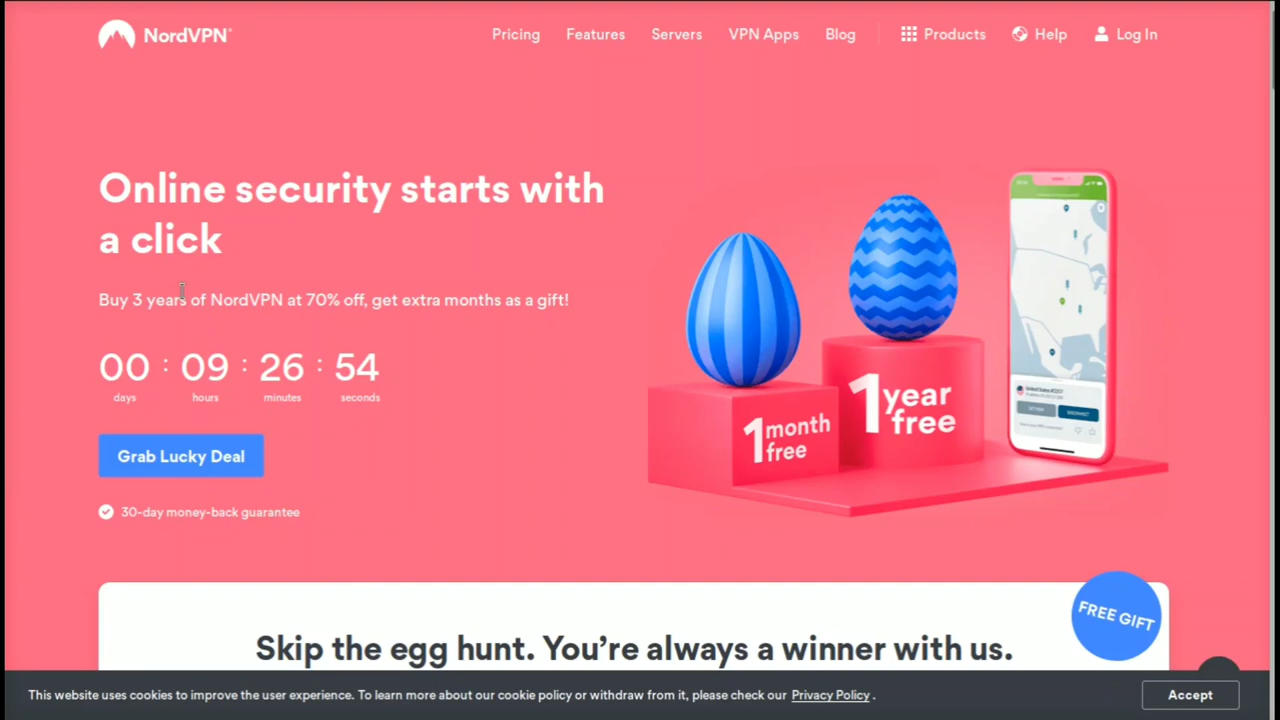 NordVPN®
Pricing Features Servers VPN Apps Blog Products Help Log In
Online security starts with
a click
Buy 3 years of NordVPN at 70% off, get extra months as a gift!
00 : 09 : 26 : 54
days hours minutes seconds
Grab Lucky Deal
30-day money-back guarantee
1 month
free
1 year
free
FREE GIFT
Skip the egg hunt. You’re always a winner with us.
This website uses cookies to improve the user experience. To learn more about our cookie policy or withdraw from it, please check our Privacy Policy .
Accept